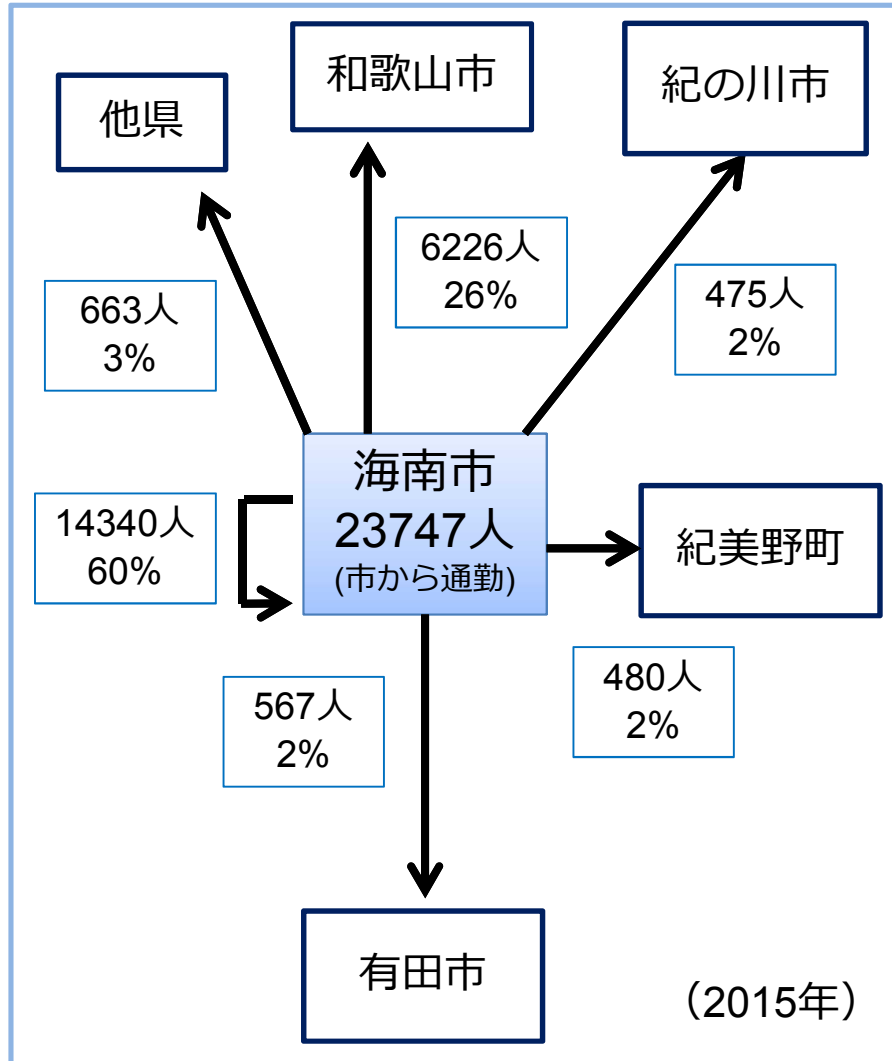 和歌山市
紀の川市
他県
6226人
26%
663人
3%
475人
2%
海南市
23747人
(市から通勤)
14340人
60%
紀美野町
567人
2%
480人
2%
有田市
（2015年）